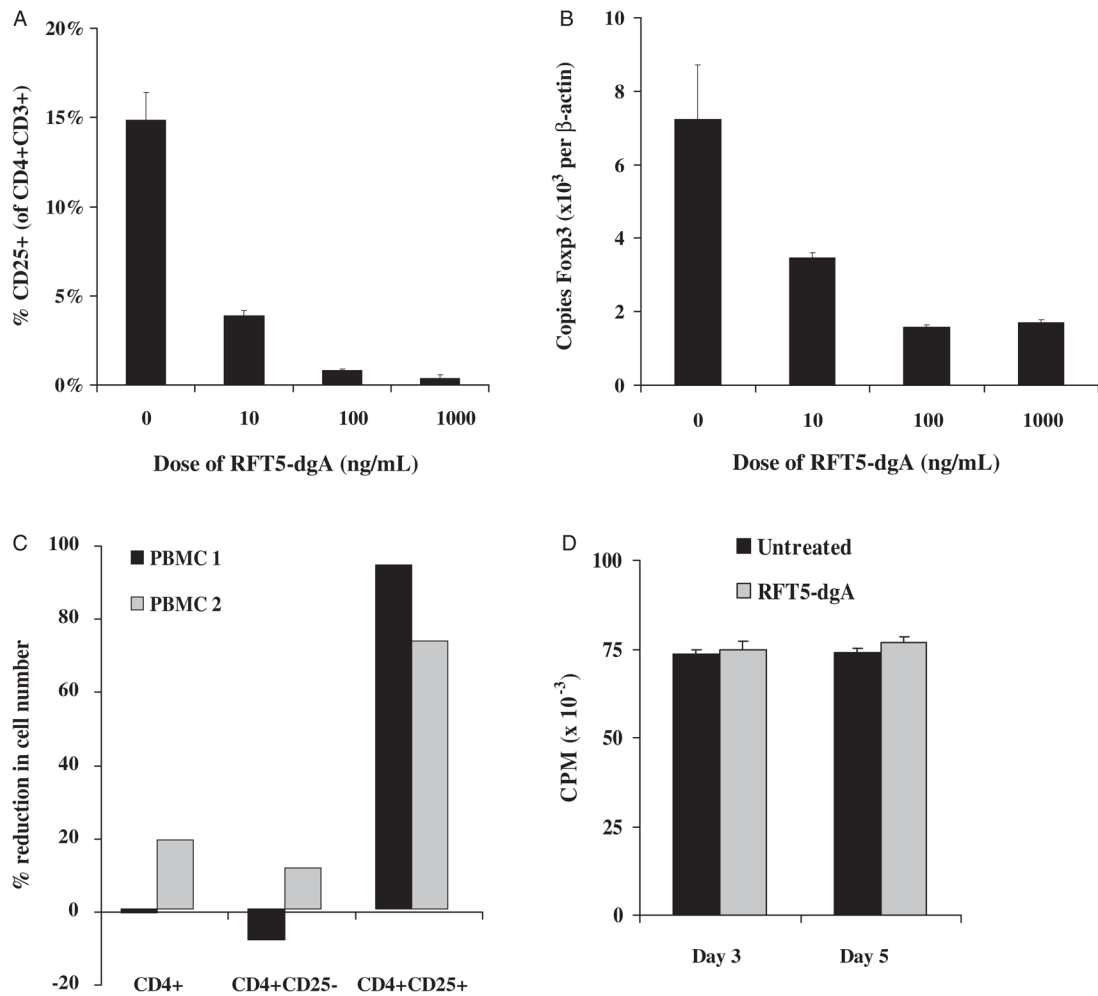 A
20%
15%
10%
5%
0%
% CD25+ (of CD4+CD3+)
0 10 100 1000
Dose of RFT5-dgA (ng/mL)
B
10
8
6
4
2
0
Copies Foxp3 (x10³ per β-actin)
0 10 100 1000
Dose of RFT5-dgA (ng/mL)
C
100
80
60
40
20
0
-20
% reduction in cell number
PBMC 1
PBMC 2
CD4+ CD4+CD25- CD4+CD25+
D
Untreated
RFT5-dgA
100
75
50
25
0
CPM (x 10⁻³)
Day 3 Day 5